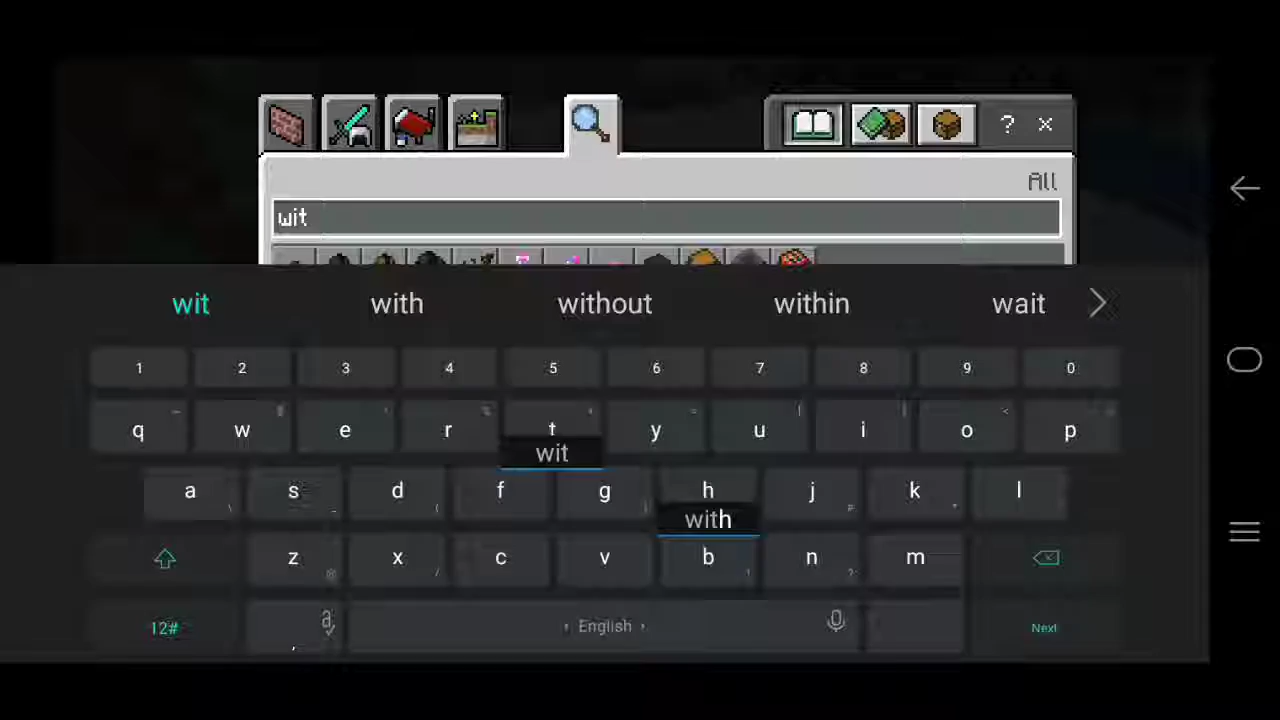 ? ×
All
wit
wit with without within wait
1 2 3 4 5 6 7 8 9 0
q w e r t y u i o p
wit
a s d f g h j k l
with
z x c v b n m
12# , English Next